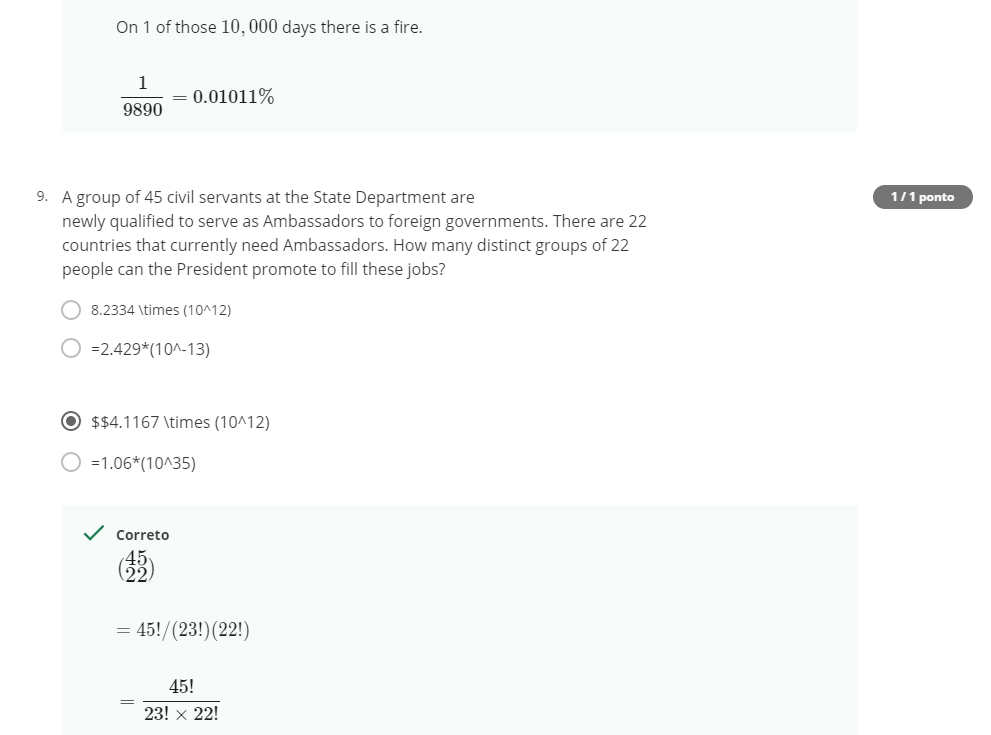 On 1 of those 10, 000 days there is a fire.
1
9890
= 0.01011%
9. A group of 45 civil servants at the State Department are
1 / 1 ponto
newly qualified to serve as Ambassadors to foreign governments. There are 22
countries that currently need Ambassadors. How many distinct groups of 22
people can the President promote to fill these jobs?
8.2334 \times (10^12)
=2.429*(10^-13)
$$4.1167 \times (10^12)
=1.06*(10^35)
Correto
(45
22)
= 45!/(23!)(22!)
=
45!
23! × 22!